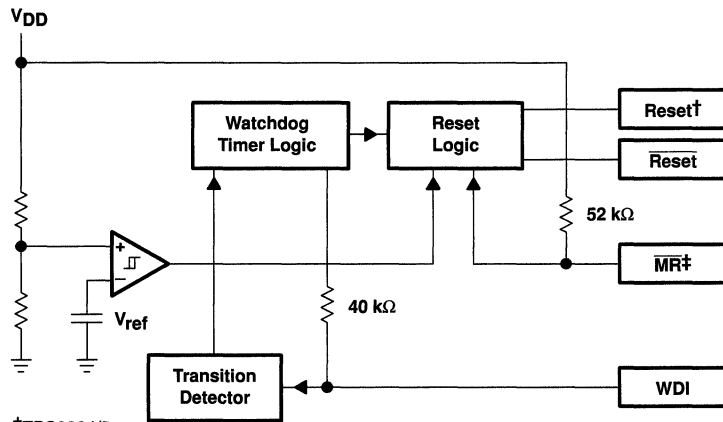 VDD
Watchdog
Timer Logic
Reset
Logic
Reset†
Reset
52 kΩ
MR‡
+
−
Vref
40 kΩ
Transition
Detector
WDI